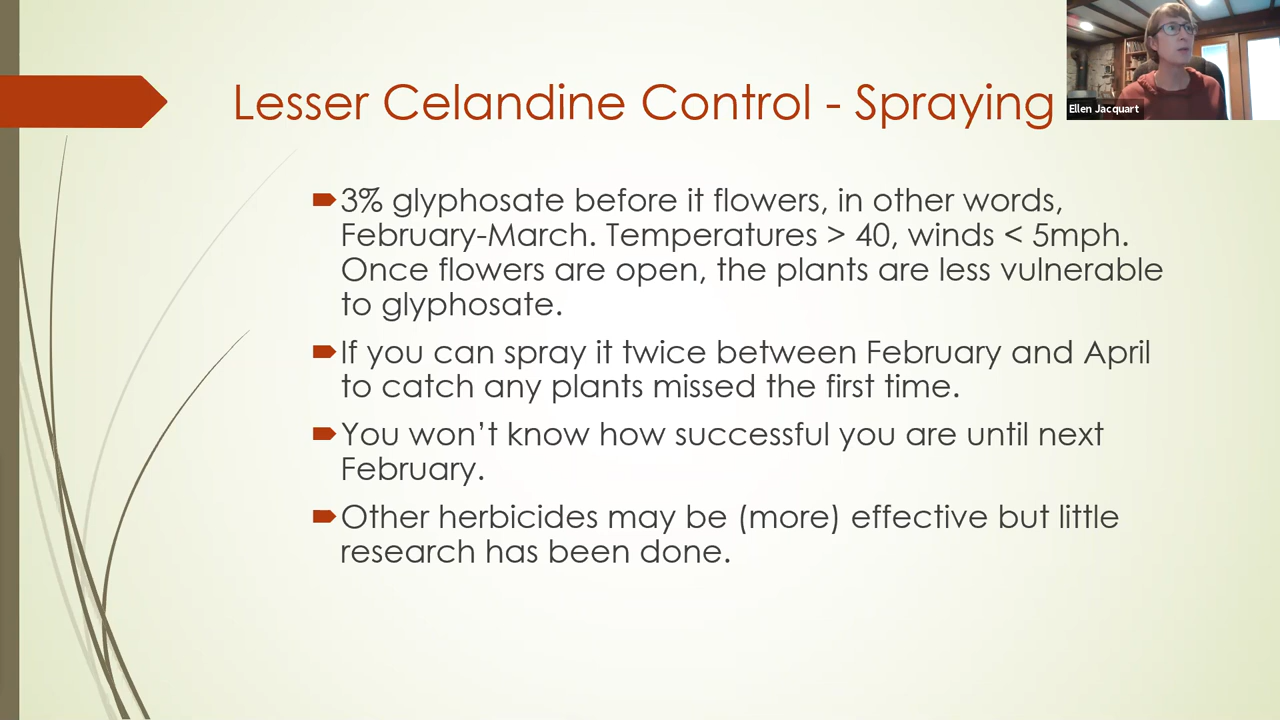 Lesser Celandine Control - Spraying
Ellen Jacquart
3% glyphosate before it flowers, in other words,
February-March. Temperatures > 40, winds < 5mph.
Once flowers are open, the plants are less vulnerable
to glyphosate.
If you can spray it twice between February and April
to catch any plants missed the first time.
You won’t know how successful you are until next
February.
Other herbicides may be (more) effective but little
research has been done.